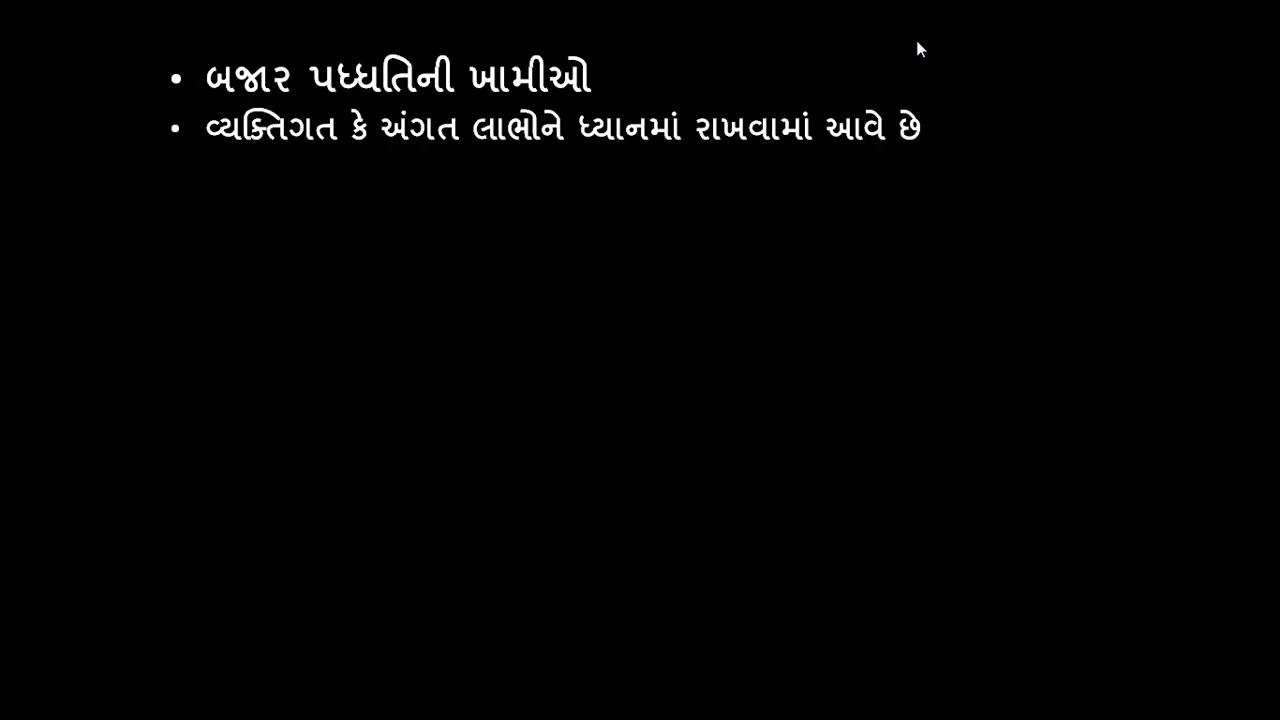 • બજાર પધ્ધતિની ખામીઓ
• વ્યક્તિગત કે અંગત લાભોને ધ્યાનમાં રાખવામાં આવે છે